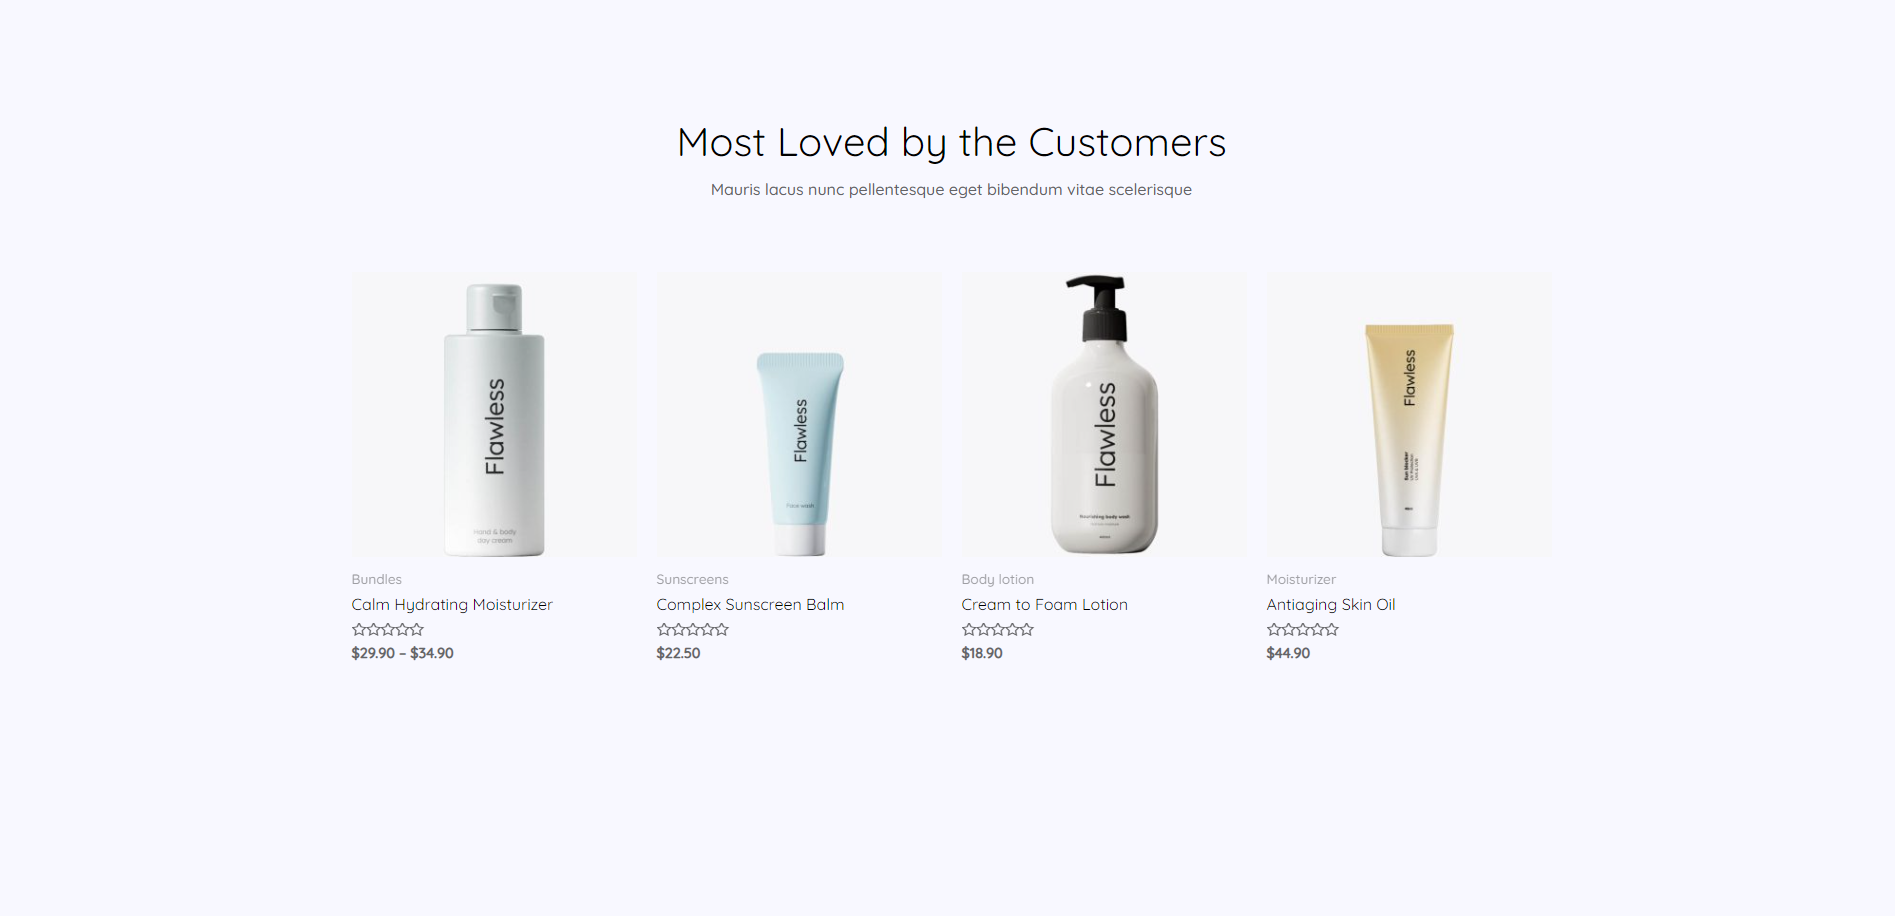 Most Loved by the Customers
Mauris lacus nunc pellentesque eget bibendum vitae scelerisque
Flawless
Hand & body
day cream
Flawless
Face wash
Flawless
Nourishing body wash
Flawless
Sun blocker
Bundles
Calm Hydrating Moisturizer
$29.90 – $34.90
Sunscreens
Complex Sunscreen Balm
$22.50
Body lotion
Cream to Foam Lotion
$18.90
Moisturizer
Antiaging Skin Oil
$44.90